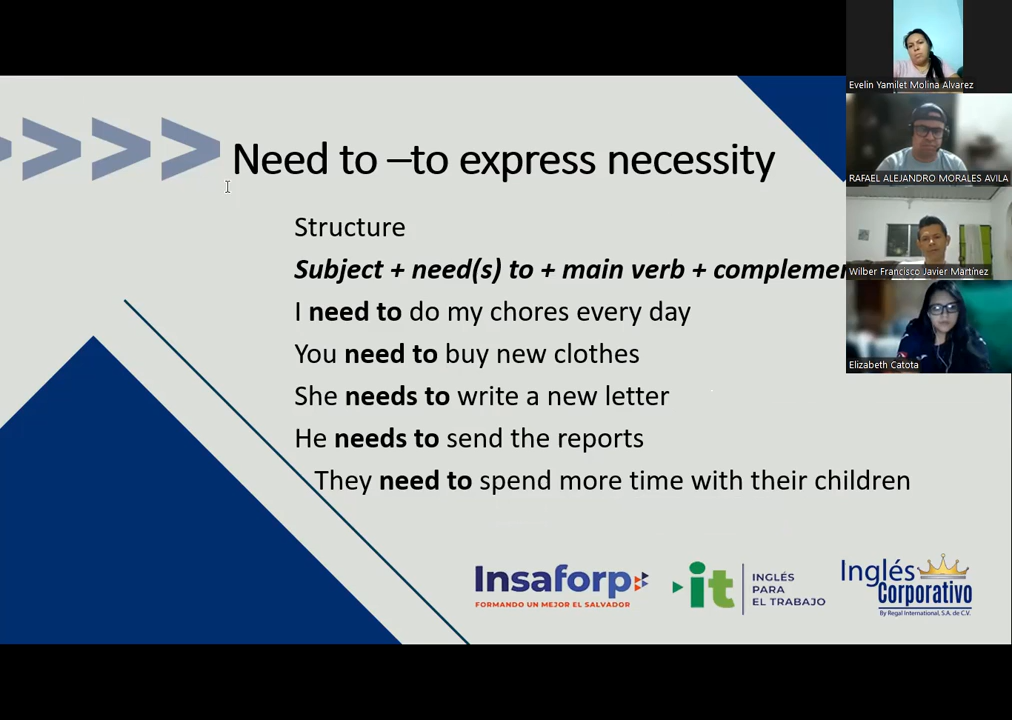 Need to –to express necessity
Structure
Subject + need(s) to + main verb + complemen
I need to do my chores every day
You need to buy new clothes
She needs to write a new letter
He needs to send the reports
They need to spend more time with their children
Insaforp
FORMANDO UN MEJOR EL SALVADOR
it
INGLÉS
PARA
EL TRABAJO
Inglés
Corporativo
By Regal International, S.A. de C.V.
Evelin Yamilet Molina Alvarez
RAFAEL ALEJANDRO MORALES AVILA
Wilber Francisco Javier Martínez
Elizabeth Catota